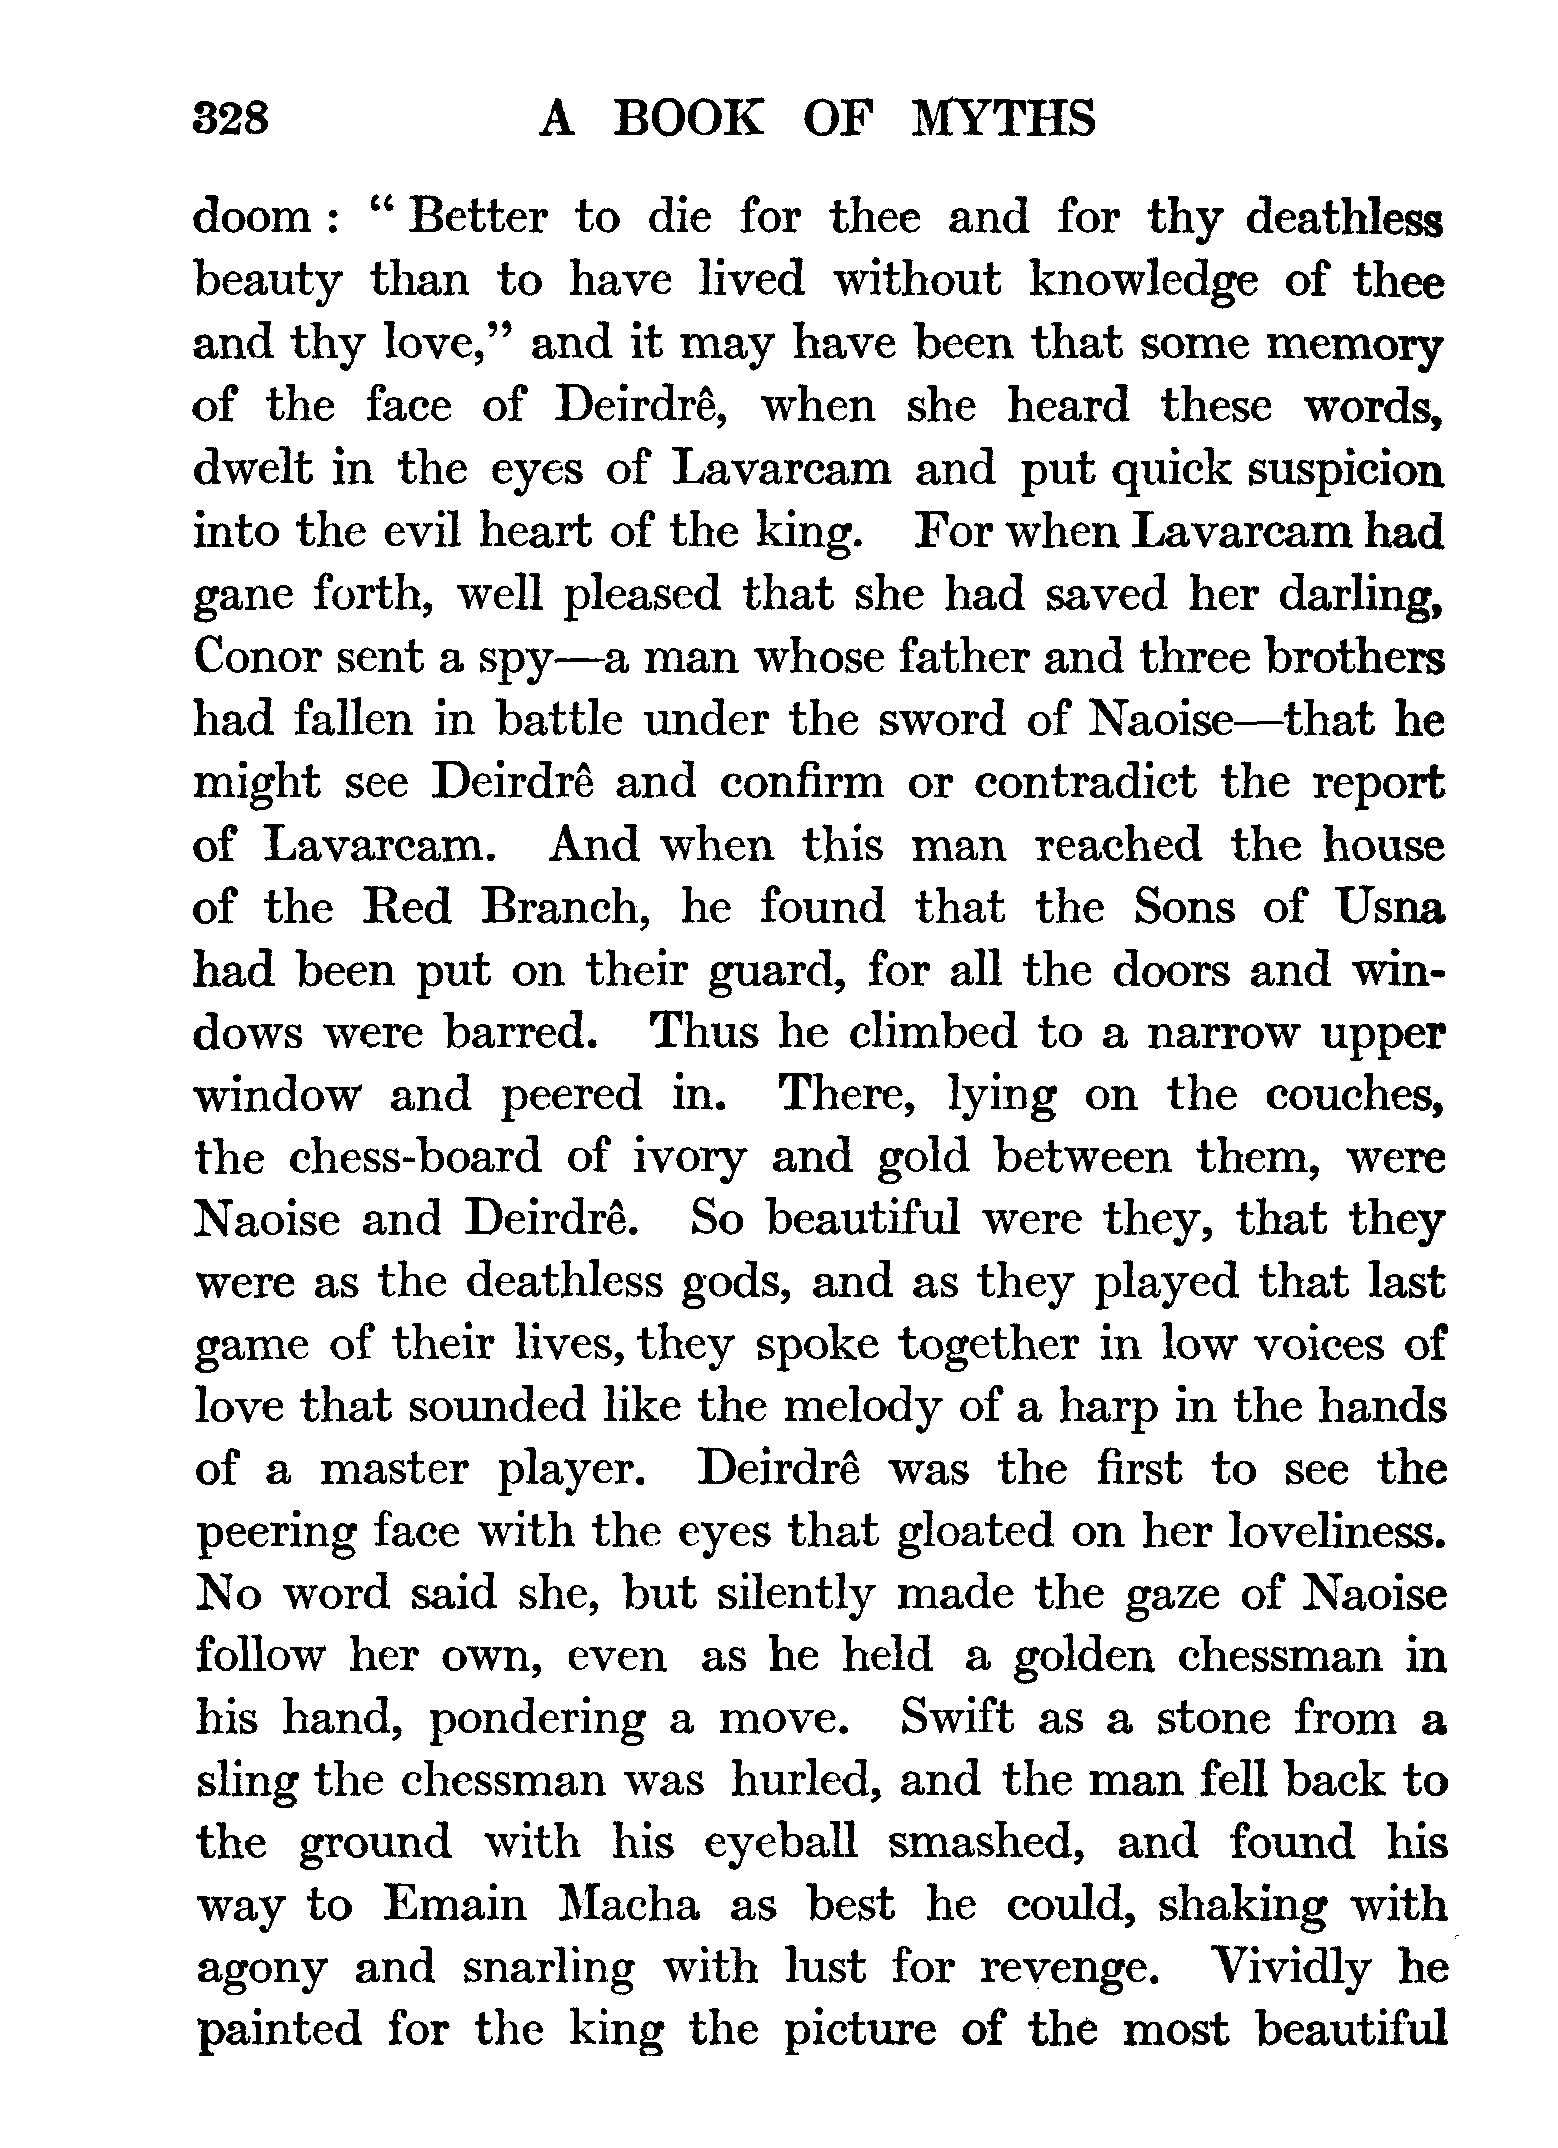 328 A BOOK OF MYTHS
doom : “ Better to die for thee and for thy deathless
beauty than to have lived without knowledge of thee
and thy love,” and it may have been that some memory
of the face of Deirdrê, when she heard these words,
dwelt in the eyes of Lavarcam and put quick suspicion
into the evil heart of the king. For when Lavarcam had
gane forth, well pleased that she had saved her darling,
Conor sent a spy—a man whose father and three brothers
had fallen in battle under the sword of Naoise—that he
might see Deirdrê and confirm or contradict the report
of Lavarcam. And when this man reached the house
of the Red Branch, he found that the Sons of Usna
had been put on their guard, for all the doors and win-
dows were barred. Thus he climbed to a narrow upper
window and peered in. There, lying on the couches,
the chess-board of ivory and gold between them, were
Naoise and Deirdrê. So beautiful were they, that they
were as the deathless gods, and as they played that last
game of their lives, they spoke together in low voices of
love that sounded like the melody of a harp in the hands
of a master player. Deirdrê was the first to see the
peering face with the eyes that gloated on her loveliness.
No word said she, but silently made the gaze of Naoise
follow her own, even as he held a golden chessman in
his hand, pondering a move. Swift as a stone from a
sling the chessman was hurled, and the man fell back to
the ground with his eyeball smashed, and found his
way to Emain Macha as best he could, shaking with
agony and snarling with lust for revenge. Vividly he
painted for the king the picture of the most beautiful